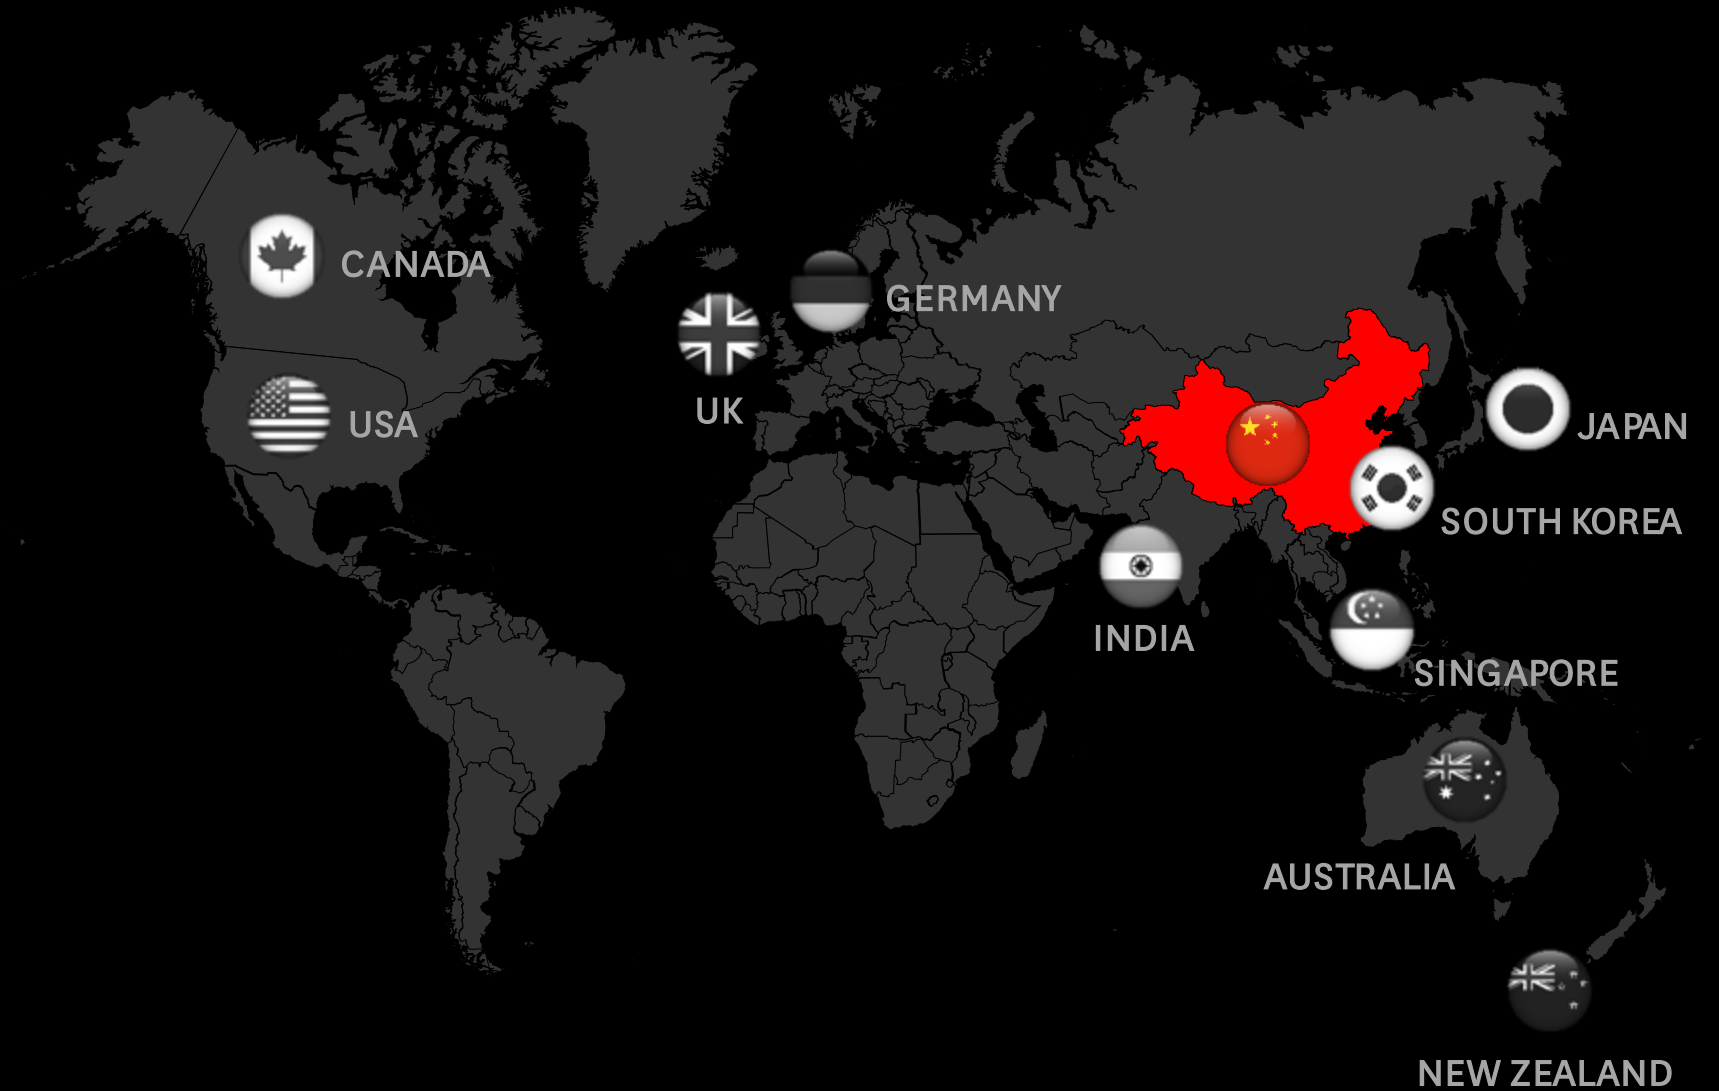 CANADA
GERMANY
UK
USA
JAPAN
SOUTH KOREA
INDIA
SINGAPORE
AUSTRALIA
NEW ZEALAND